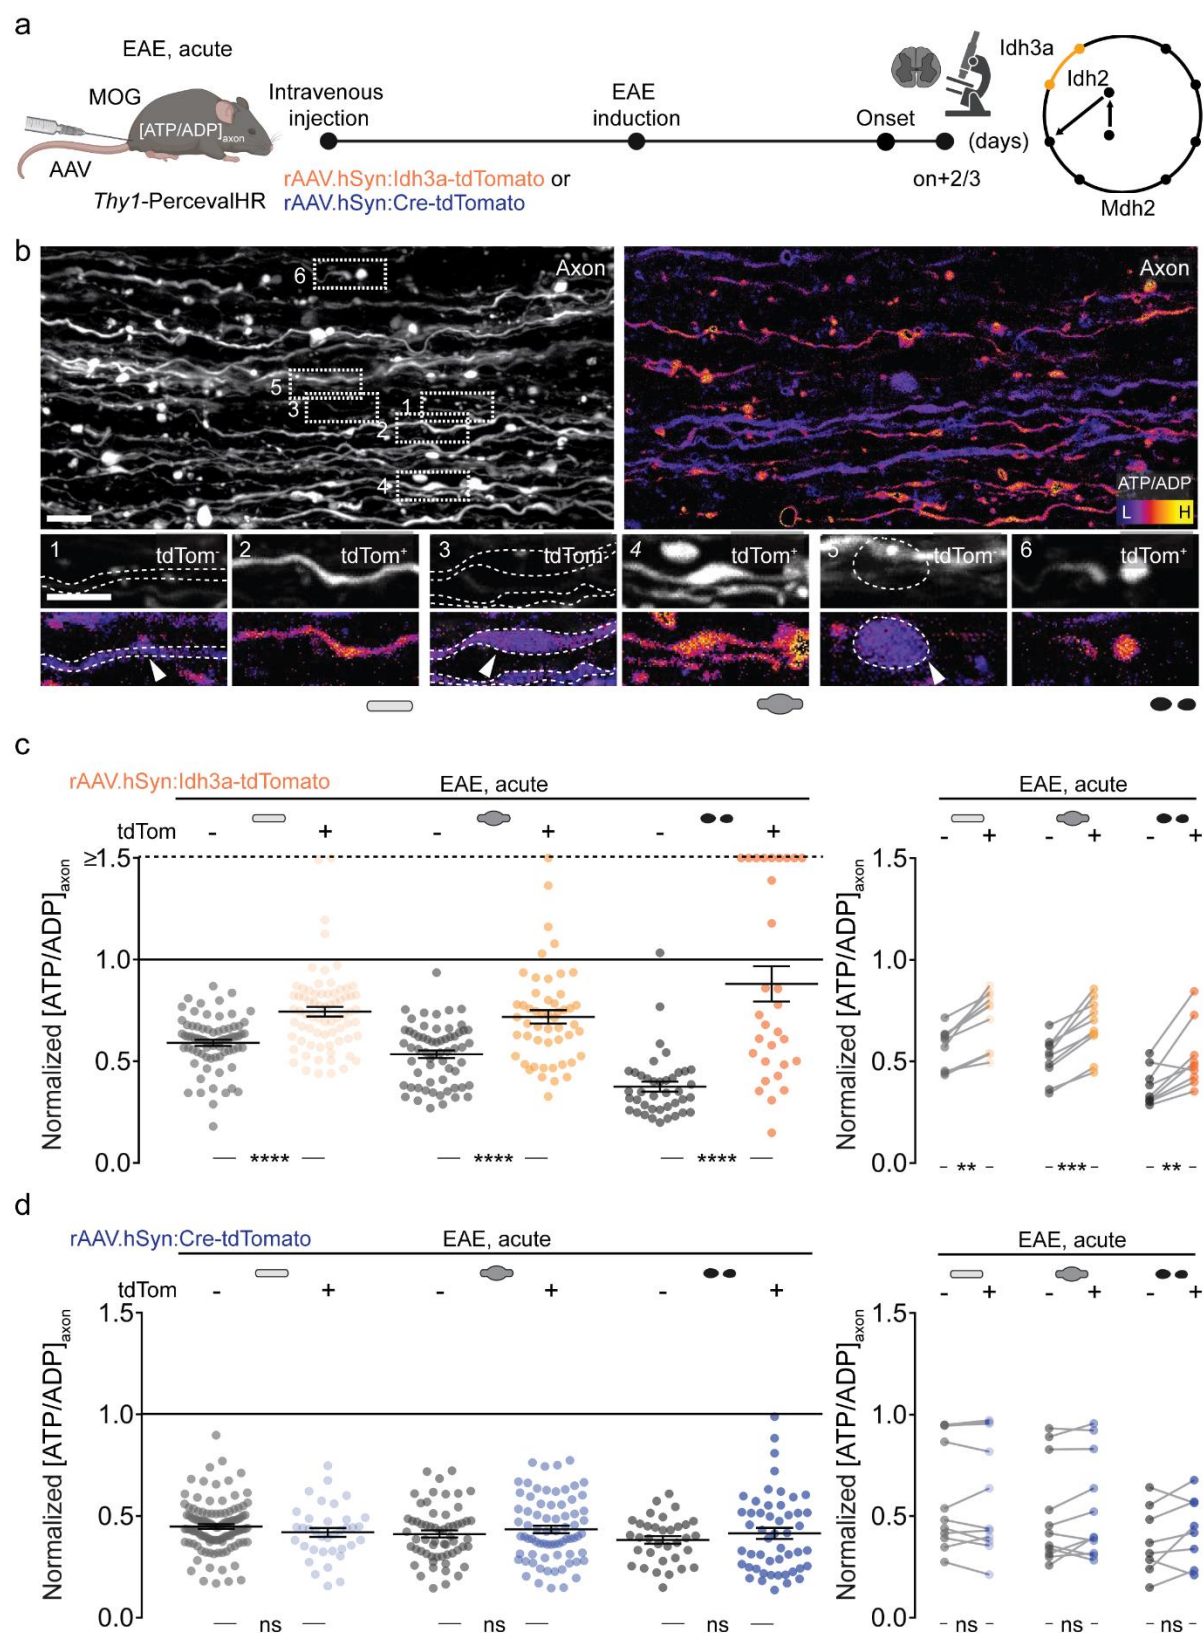 a
EAE, acute
MOG
[ATP/ADP]axon
AAV
Thy1-PercevalHR
Intravenous
injection
EAE
induction
Onset
(days)
on+2/3
rAAV.hSyn:Idh3a-tdTomato or
rAAV.hSyn:Cre-tdTomato
Idh3a
Idh2
Mdh2
b
6 Axon
5
3
1
2
4
Axon
ATP/ADP
L H
1 tdTom-
2 tdTom+
3 tdTom-
4 tdTom+
5 tdTom-
6 tdTom+
c
rAAV.hSyn:Idh3a-tdTomato
EAE, acute
tdTom - + - + - +
≥1.5
1.0
0.5
0.0
Normalized [ATP/ADP]axon
**** **** ****
EAE, acute
- + - + - +
1.5
1.0
0.5
0.0
Normalized [ATP/ADP]axon
** *** **
d
rAAV.hSyn:Cre-tdTomato
EAE, acute
tdTom - + - + - +
1.5
1.0
0.5
0.0
Normalized [ATP/ADP]axon
ns ns ns
EAE, acute
- + - + - +
1.5
1.0
0.5
0.0
Normalized [ATP/ADP]axon
ns ns ns